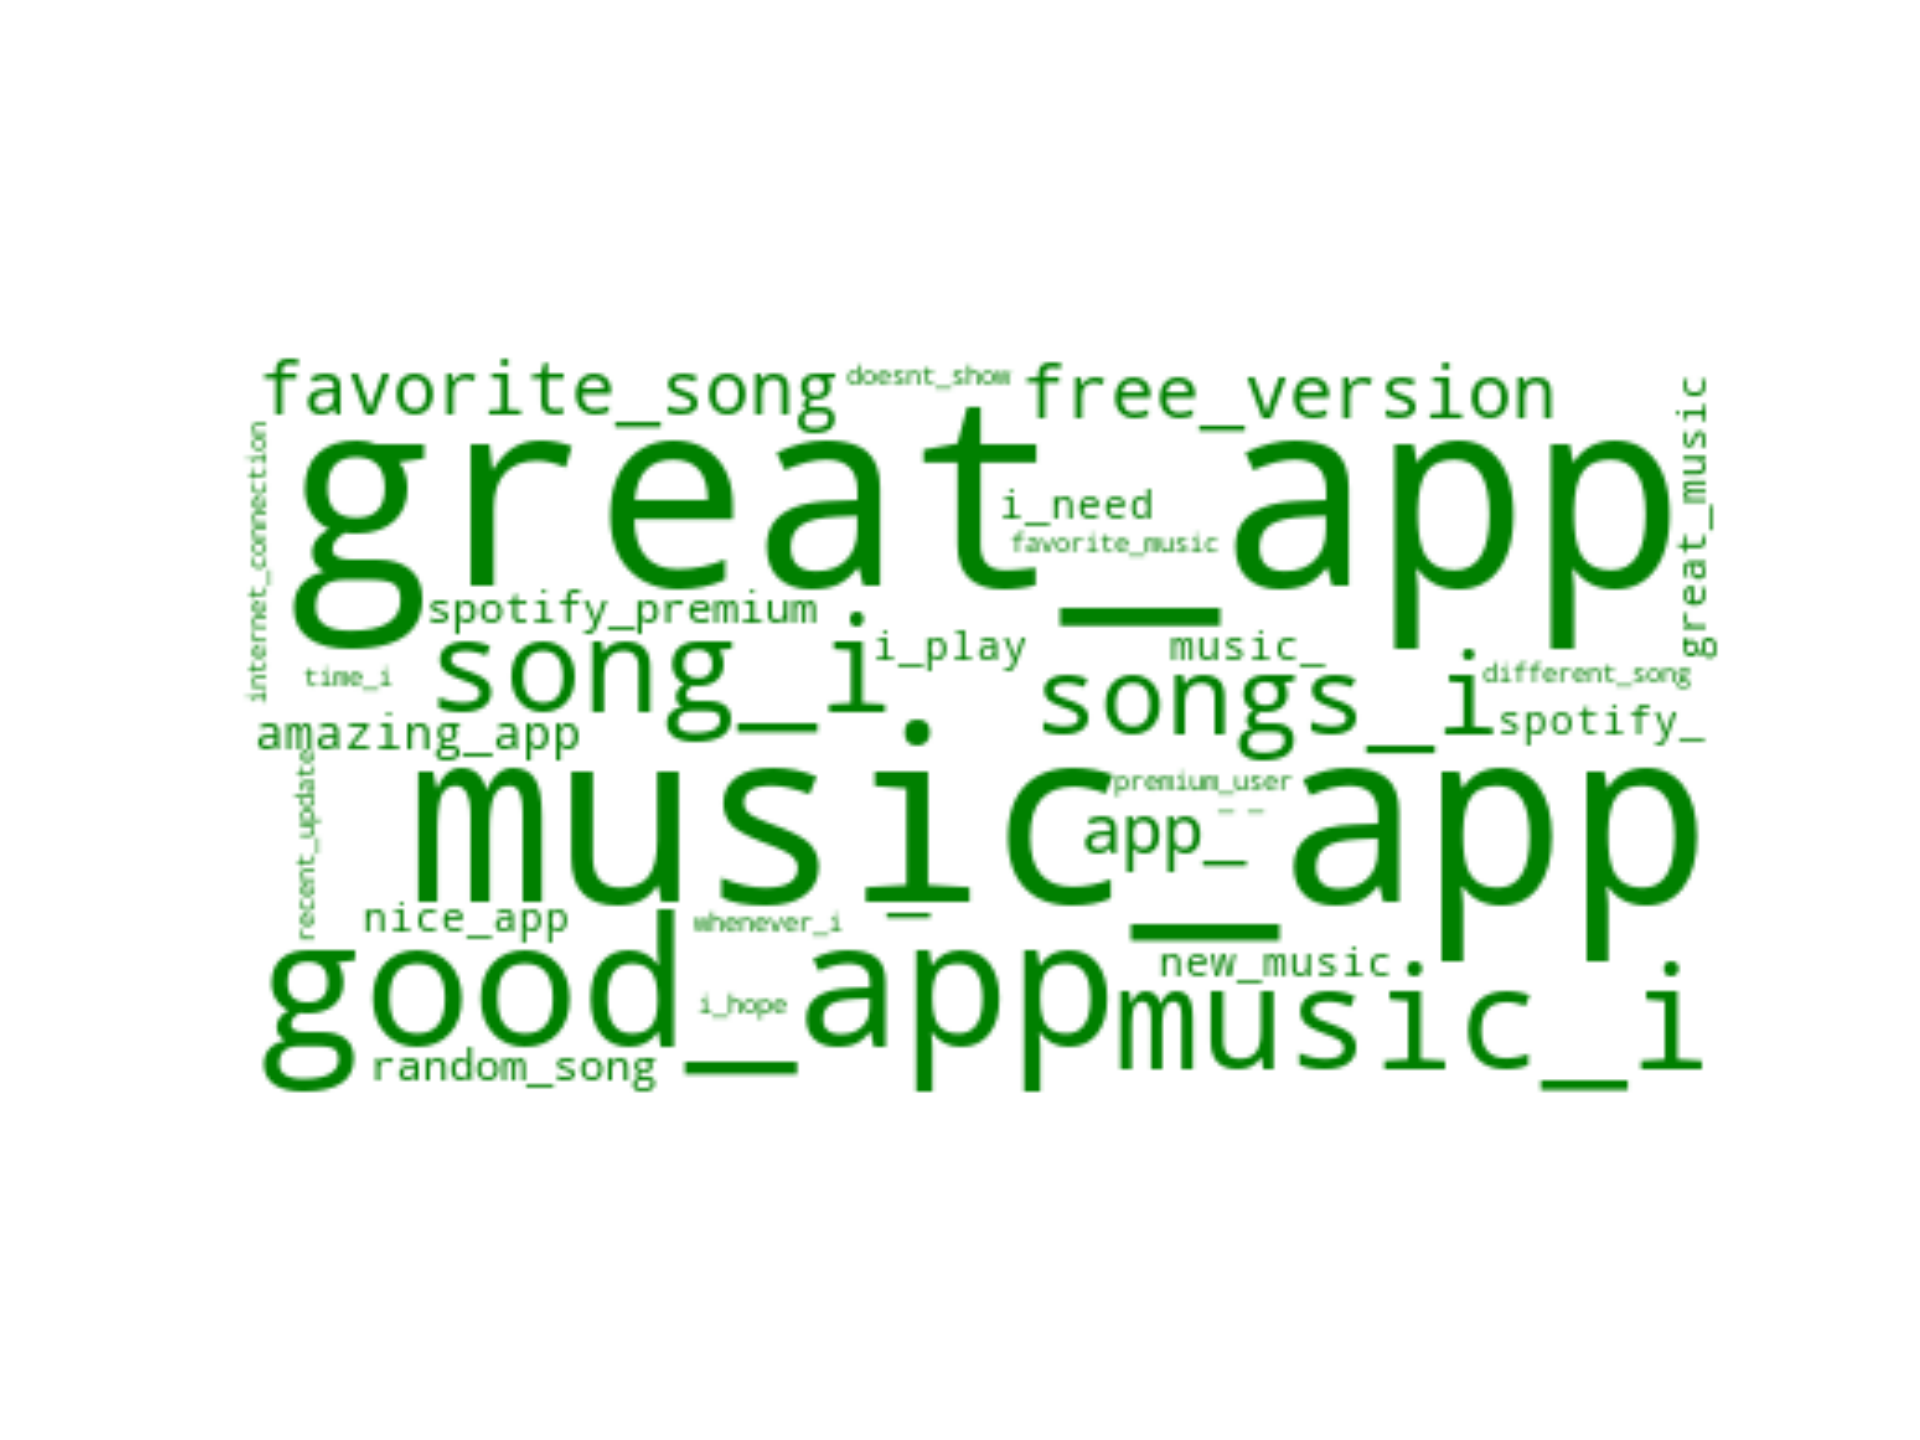 favorite_song
doesnt_show
free_version
great_music
internet_connection
great_app
i_need
favorite_music
spotify_premium
song_i
i_play
music_
songs_i
different_song
time_i
spotify_
amazing_app
recent_update
music_app
premium_user
app_
_ _
nice_app
whenever_i
_
good_app
new_music
music_i
i_hope
random_song